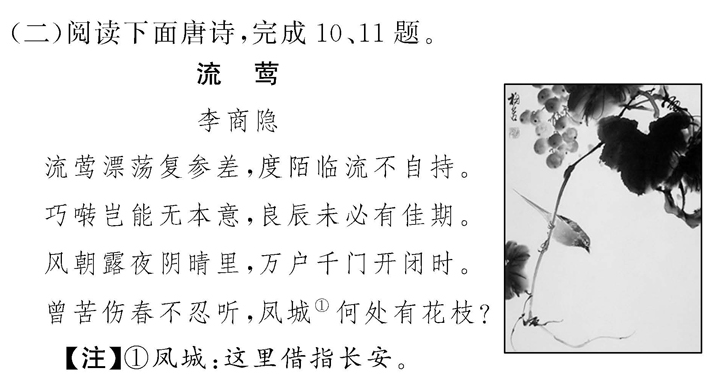 (二)阅读下面唐诗,完成10、11题。
流 莺
李商隐
流莺漂荡复参差,度陌临流不自持。
巧啭岂能无本意,良辰未必有佳期。
风朝露夜阴晴里,万户千门开闭时。
曾苦伤春不忍听,凤城①何处有花枝?
【注】①凤城:这里借指长安。